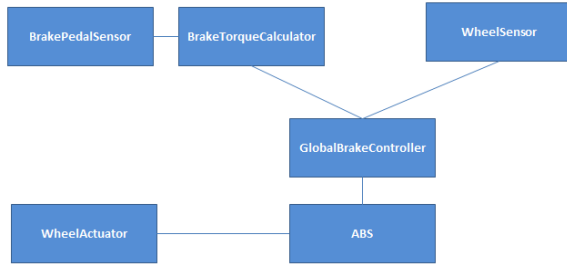 BrakePedalSensor
BrakeTorqueCalculator
WheelSensor
GlobalBrakeController
WheelActuator
ABS